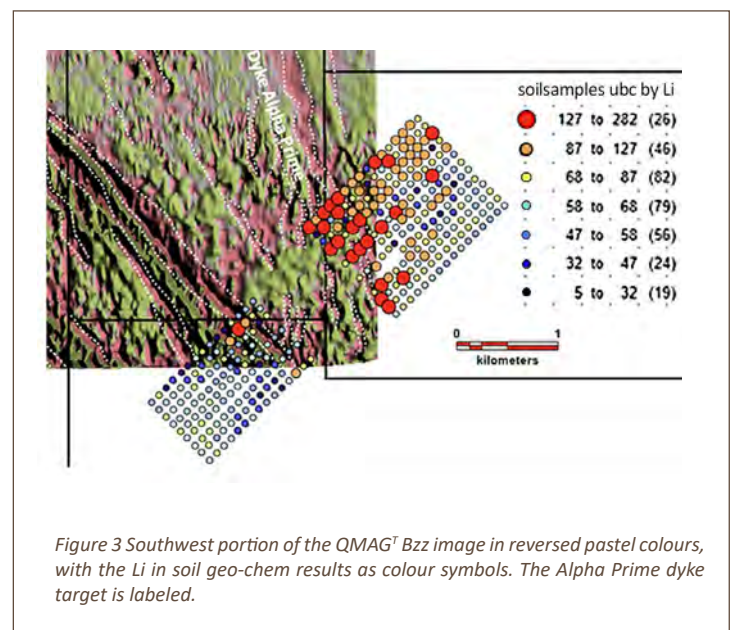 Dyke Alpha Prime
soilsamples ubc by Li
127 to 282 (26)
87 to 127 (46)
68 to 87 (82)
58 to 68 (79)
47 to 58 (56)
32 to 47 (24)
5 to 32 (19)
0 1
kilometers
Figure 3 Southwest portion of the QMAGᵀ Bzz image in reversed pastel colours,
with the Li in soil geo-chem results as colour symbols. The Alpha Prime dyke
target is labeled.